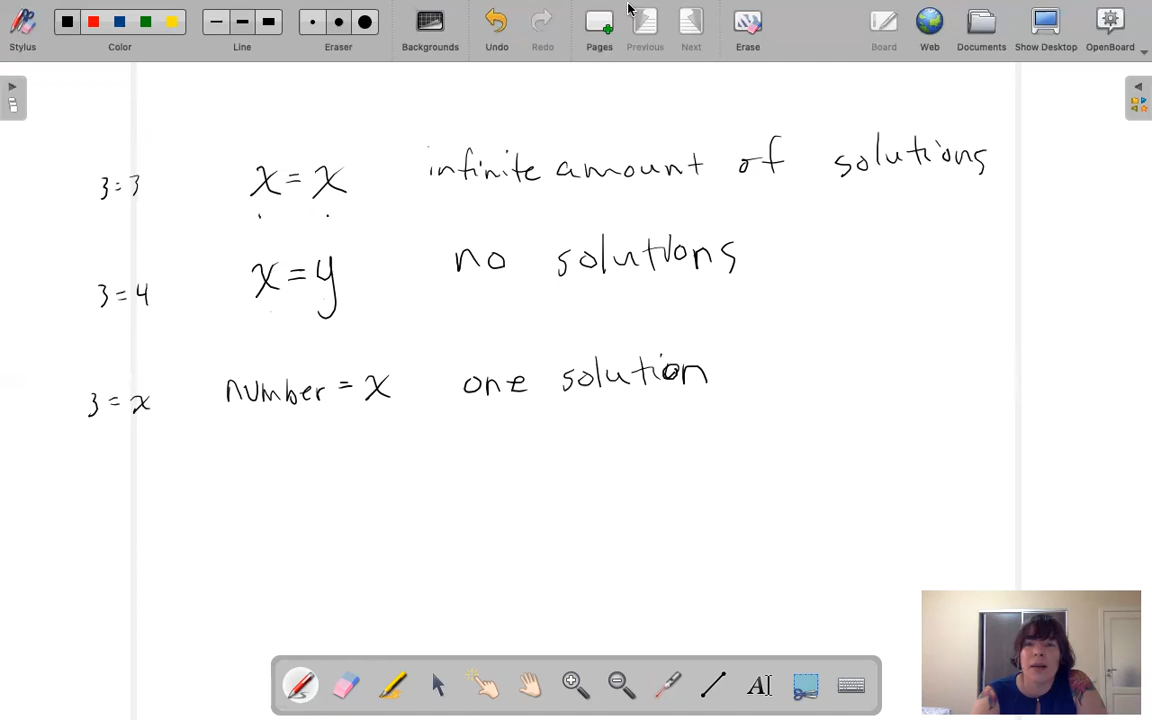 Stylus Color Line Eraser Backgrounds Undo Redo Pages Previous Next Erase Board Web Documents Show Desktop OpenBoard
3=3 x=x infinite amount of solutions
3=4 x=y no solutions
3=x number=x one solution
AI